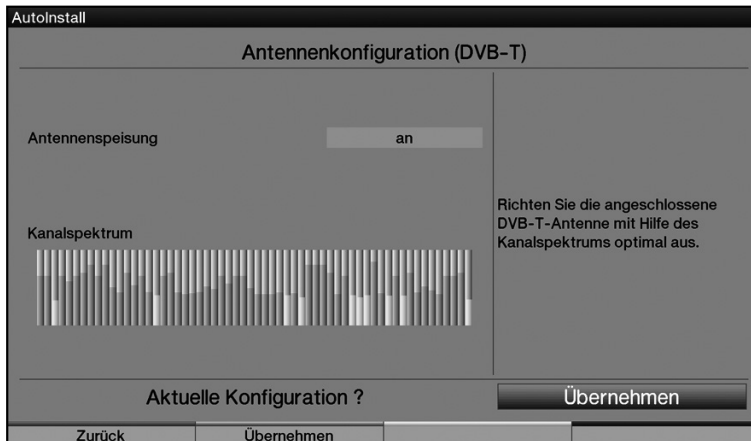 AutoInstall
Antennenkonfiguration (DVB-T)
Antennenspeisung
an
Kanalspektrum
Richten Sie die angeschlossene
DVB-T-Antenne mit Hilfe des
Kanalspektrums optimal aus.
Aktuelle Konfiguration ?
Übernehmen
Zurück
Übernehmen